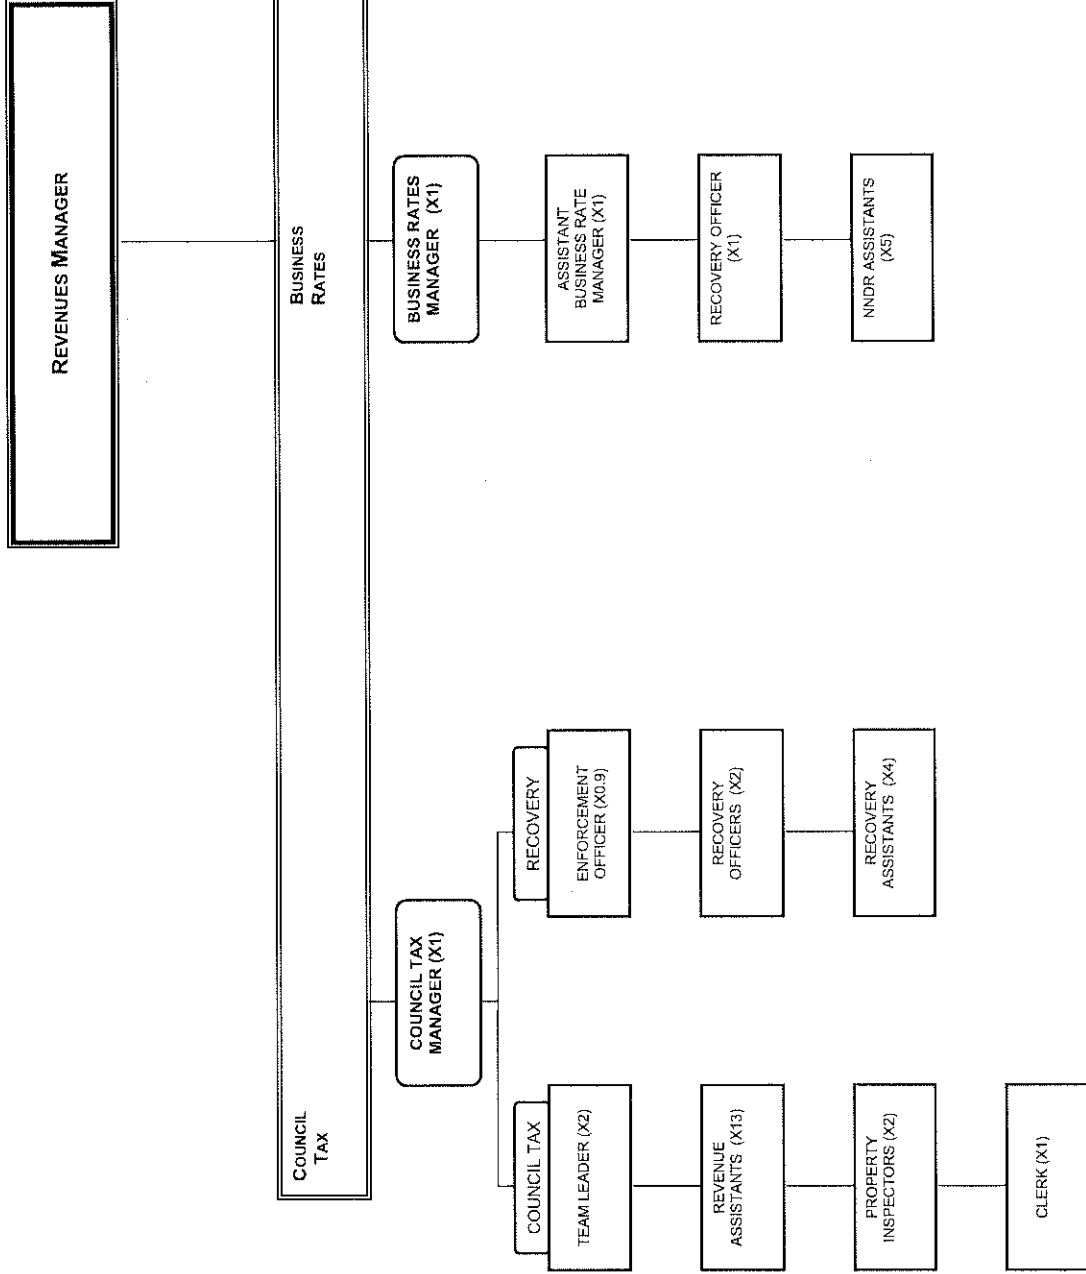 REVENUES MANAGER
COUNCIL
TAX
BUSINESS
RATES
COUNCIL TAX
MANAGER (X1)
BUSINESS RATES
MANAGER (X1)
COUNCIL TAX
TEAM LEADER (X2)
REVENUE
ASSISTANTS (X13)
PROPERTY
INSPECTORS (X2)
CLERK (X1)
RECOVERY
ENFORCEMENT
OFFICER (X0.9)
RECOVERY
OFFICERS (X2)
RECOVERY
ASSISTANTS (X4)
ASSISTANT
BUSINESS RATE
MANAGER (X1)
RECOVERY OFFICER
(X1)
NNDR ASSISTANTS
(X5)